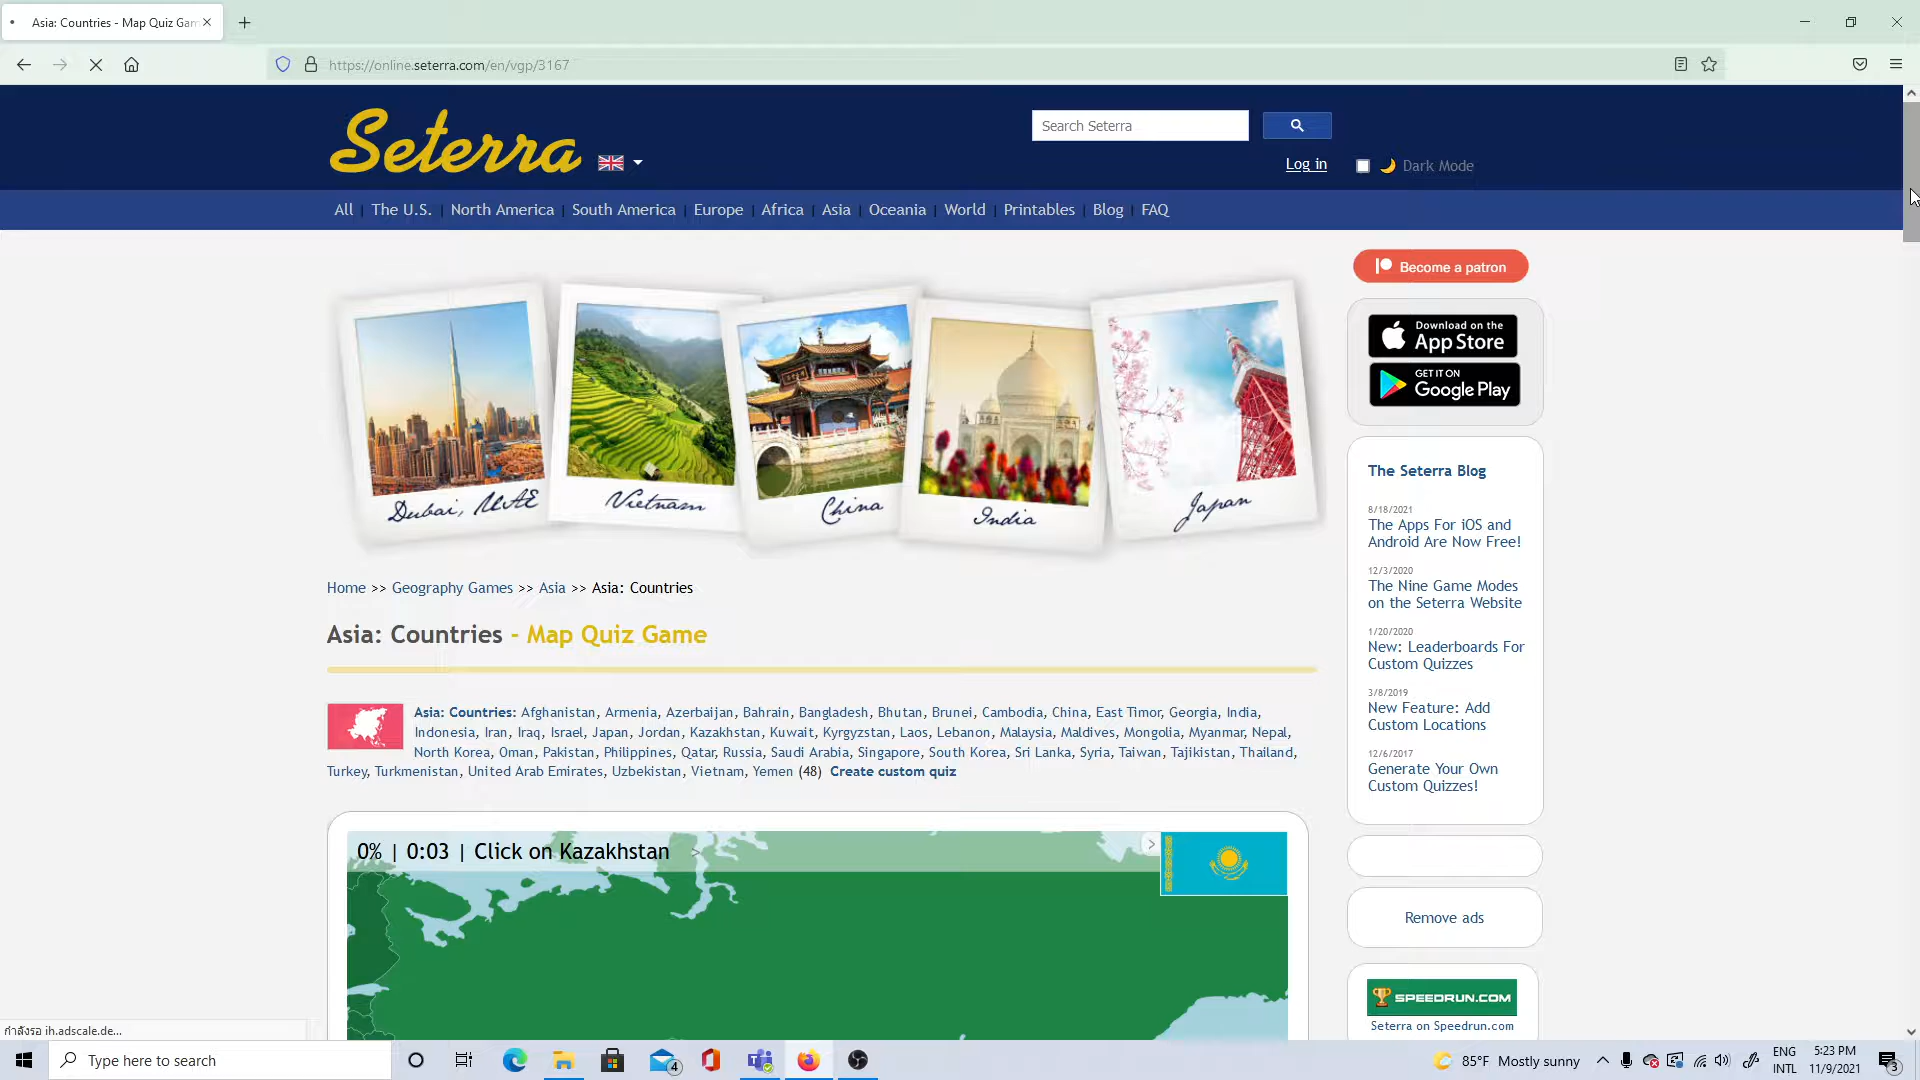 Asia: Countries - Map Quiz Gam
https://online.seterra.com/en/vgp/3167
Seterra
Search Seterra
Log in
Dark Mode
All | The U.S. | North America | South America | Europe | Africa | Asia | Oceania | World | Printables | Blog | FAQ
Become a patron
Download on the
App Store
GET IT ON
Google Play
Dubai, UAE
Vietnam
China
India
Japan
The Seterra Blog
8/18/2021
The Apps For iOS and
Android Are Now Free!
12/3/2020
The Nine Game Modes
on the Seterra Website
1/20/2020
New: Leaderboards For
Custom Quizzes
3/8/2019
New Feature: Add
Custom Locations
12/6/2017
Generate Your Own
Custom Quizzes!
Home >> Geography Games >> Asia >> Asia: Countries
Asia: Countries - Map Quiz Game
Asia: Countries: Afghanistan, Armenia, Azerbaijan, Bahrain, Bangladesh, Bhutan, Brunei, Cambodia, China, East Timor, Georgia, India,
Indonesia, Iran, Iraq, Israel, Japan, Jordan, Kazakhstan, Kuwait, Kyrgyzstan, Laos, Lebanon, Malaysia, Maldives, Mongolia, Myanmar, Nepal,
North Korea, Oman, Pakistan, Philippines, Qatar, Russia, Saudi Arabia, Singapore, South Korea, Sri Lanka, Syria, Taiwan, Tajikistan, Thailand,
Turkey, Turkmenistan, United Arab Emirates, Uzbekistan, Vietnam, Yemen (48) Create custom quiz
0% | 0:03 | Click on Kazakhstan
Remove ads
SPEEDRUN.COM
Seterra on Speedrun.com
กำลังรอ ih.adscale.de...
Type here to search
4
85°F Mostly sunny
ENG
INTL
5:23 PM
11/9/2021
3